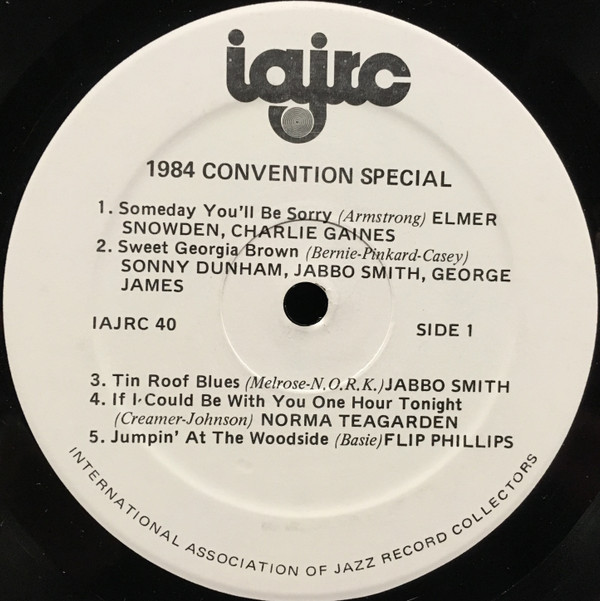 iajrc
1984 CONVENTION SPECIAL
1. Someday You'll Be Sorry (Armstrong) ELMER
SNOWDEN, CHARLIE GAINES
2. Sweet Georgia Brown (Bernie-Pinkard-Casey)
SONNY DUNHAM, JABBO SMITH, GEORGE
JAMES
IAJRC 40
SIDE 1
3. Tin Roof Blues (Melrose-N.O.R.K.)JABBO SMITH
4. If I Could Be With You One Hour Tonight
(Creamer-Johnson) NORMA TEAGARDEN
5. Jumpin' At The Woodside (Basie)FLIP PHILLIPS
INTERNATIONAL ASSOCIATION OF JAZZ RECORD COLLECTORS